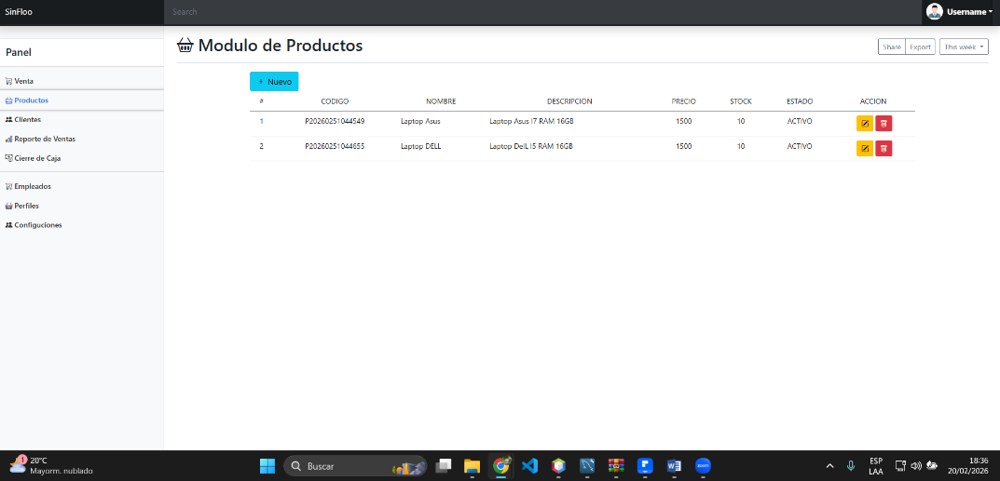 SinFloo
Search
Username
Panel
Venta
Productos
Clientes
Reporte de Ventas
Cierre de Caja
Empleados
Perfiles
Configuciones
Modulo de Productos
Share Export This week
+ Nuevo
# CODIGO NOMBRE DESCRIPCION PRECIO STOCK ESTADO ACCION
1 P20260251044549 Laptop Asus Laptop Asus I7 RAM 16GB 1500 10 ACTIVO
2 P20260251044655 Laptop DELL Laptop DelL I5 RAM 16GB 1500 10 ACTIVO
1
20°C
Mayorm. nublado
Buscar
zoom
ESP
LAA
18:36
20/02/2026